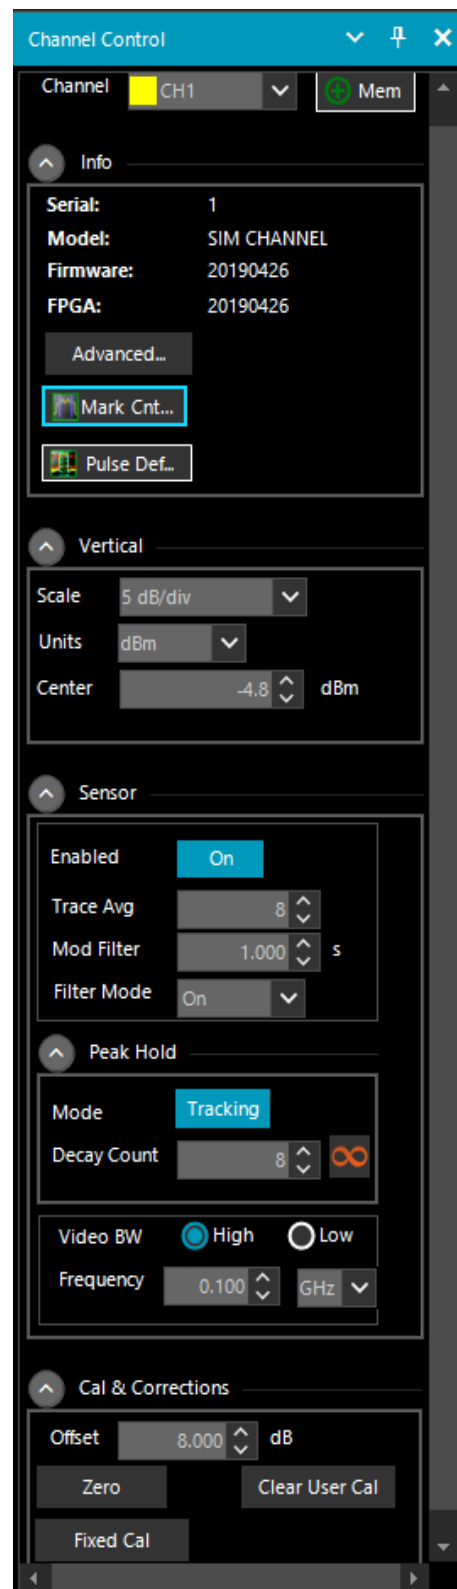 Channel Control
Channel CH1 Mem
Info
Serial: 1
Model: SIM CHANNEL
Firmware: 20190426
FPGA: 20190426
Advanced...
Mark Cnt...
Pulse Def...
Vertical
Scale 5 dB/div
Units dBm
Center -4.8 dBm
Sensor
Enabled On
Trace Avg 8
Mod Filter 1.000 s
Filter Mode On
Peak Hold
Mode Tracking
Decay Count 8 ∞
Video BW High Low
Frequency 0.100 GHz
Cal & Corrections
Offset 8.000 dB
Zero Clear User Cal
Fixed Cal